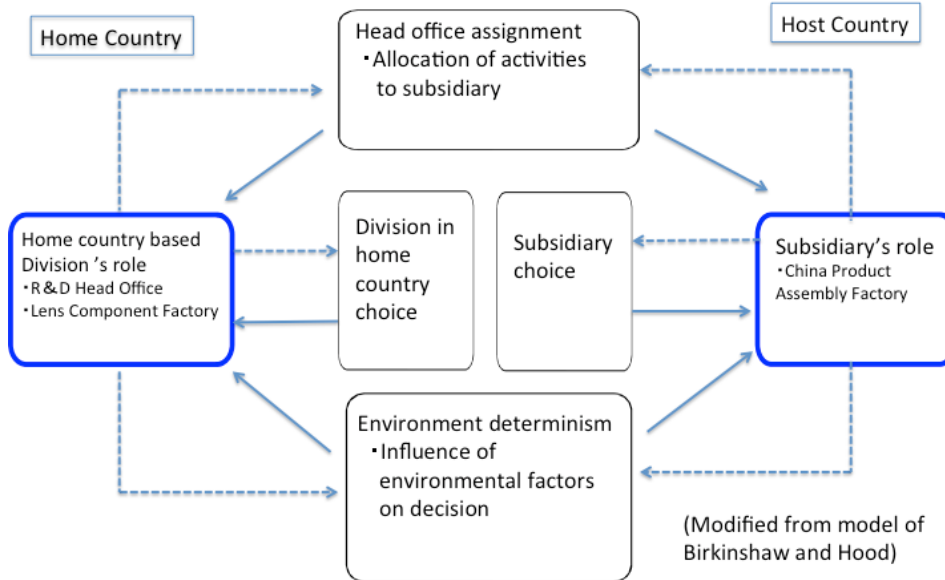 Home Country
Host Country
Head office assignment
・Allocation of activities
to subsidiary
Home country based
Division 's role
・R&D Head Office
・Lens Component Factory
Division in
home
country
choice
Subsidiary
choice
Subsidiary's role
・China Product
Assembly Factory
Environment determinism
・Influence of
environmental factors
on decision
(Modified from model of
Birkinshaw and Hood)